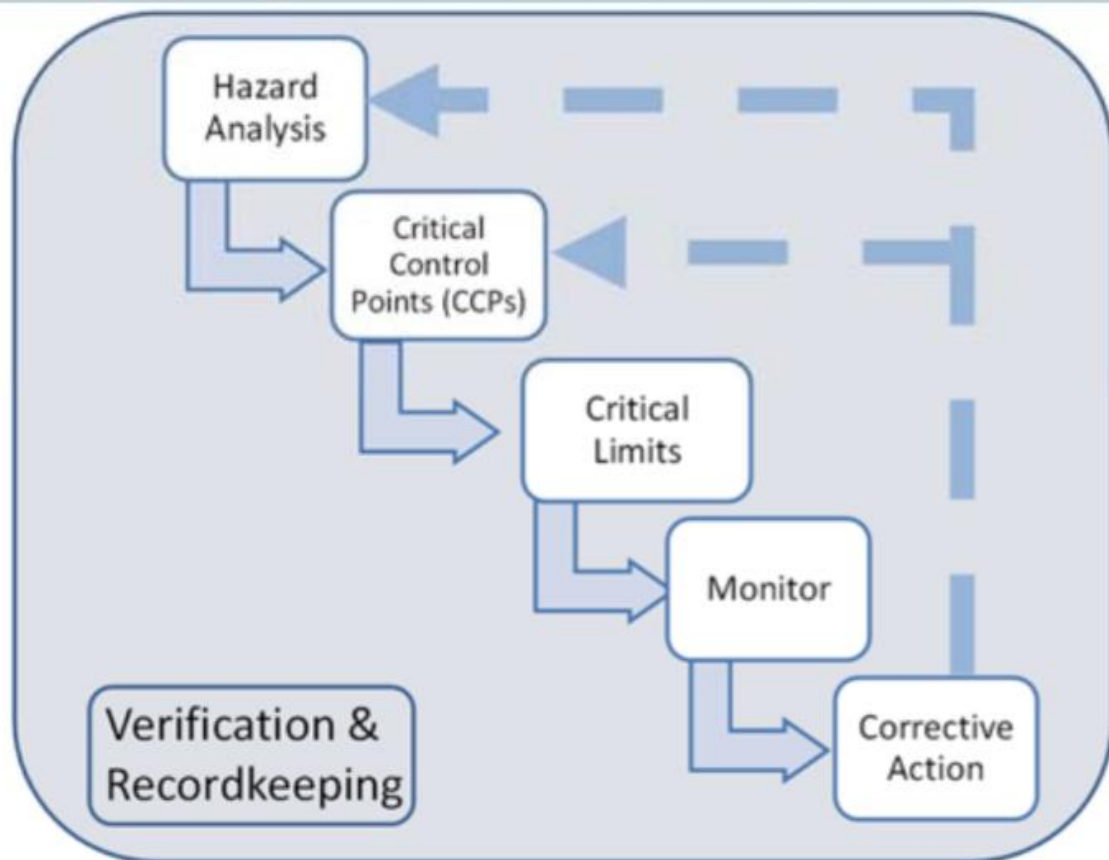 Hazard
Analysis
Critical
Control
Points (CCPs)
Critical
Limits
Monitor
Corrective
Action
Verification &
Recordkeeping